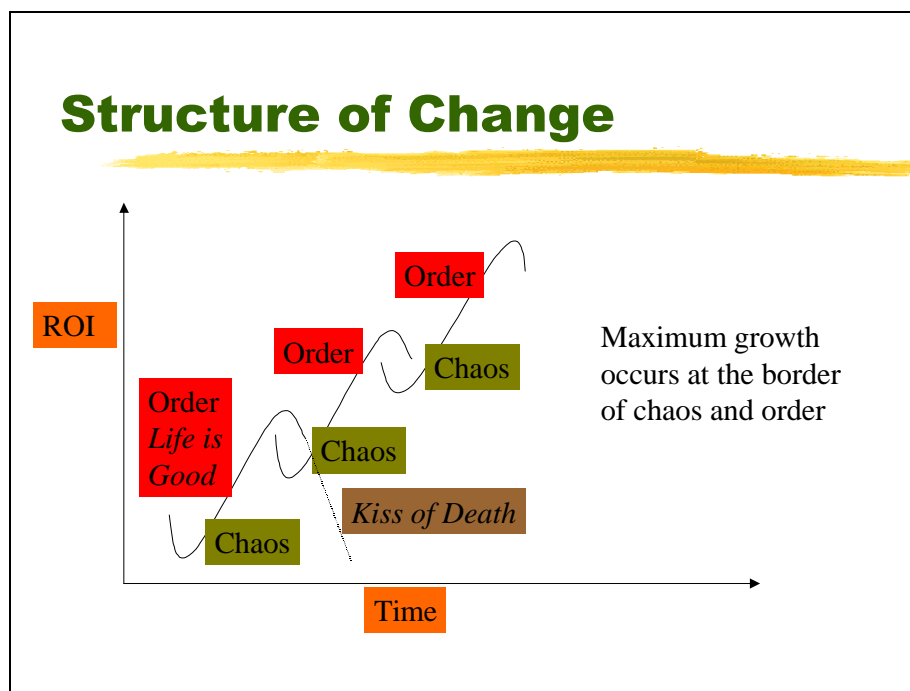 Structure of Change
Order
ROI
Order
Chaos
Maximum growth
occurs at the border
of chaos and order
Order
Life is
Good
Chaos
Kiss of Death
Chaos
Time